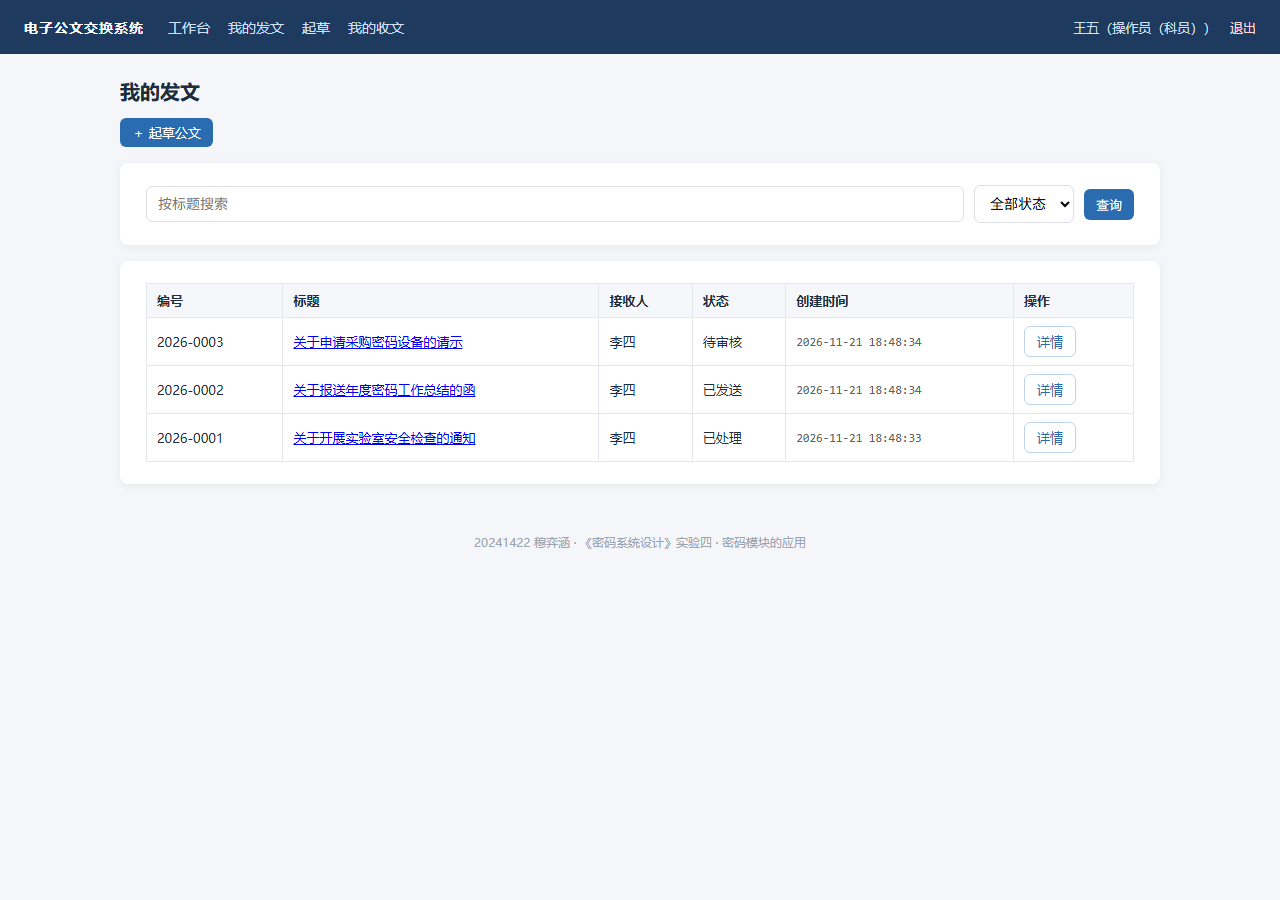 电子公文交换系统 工作台 我的发文 起草 我的收文 王五（操作员（科员）） 退出
我的发文
+ 起草公文
按标题搜索 全部状态 查询
编号 标题 接收人 状态 创建时间 操作
2026-0003 关于申请采购密码设备的请示 李四 待审核 2026-11-21 18:48:34 详情
2026-0002 关于报送年度密码工作总结的函 李四 已发送 2026-11-21 18:48:34 详情
2026-0001 关于开展实验室安全检查的通知 李四 已处理 2026-11-21 18:48:33 详情
20241422 穆弈涵 · 《密码系统设计》实验四 · 密码模块的应用